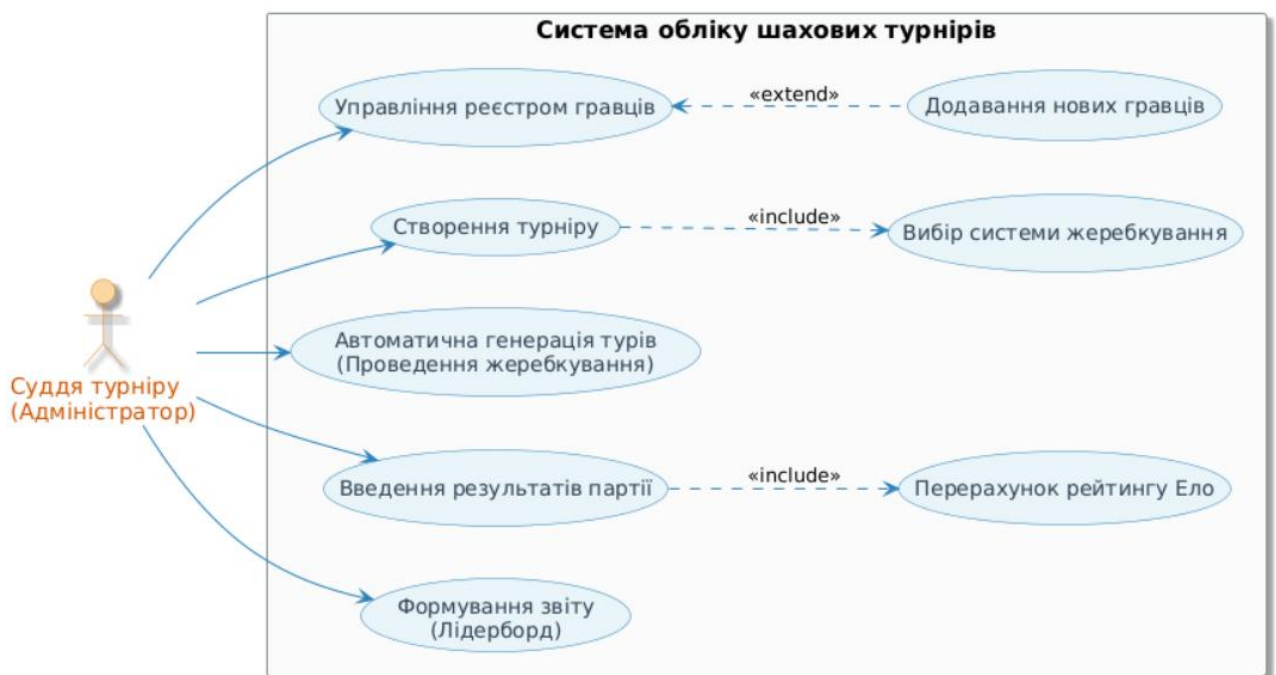 Система обліку шахових турнірів
Управління реєстром гравців
«extend»
Додавання нових гравців
Створення турніру
«include»
Вибір системи жеребкування
Автоматична генерація турів
(Проведення жеребкування)
Суддя турніру
(Адміністратор)
Введення результатів партії
«include»
Перерахунок рейтингу Ело
Формування звіту
(Лідерборд)